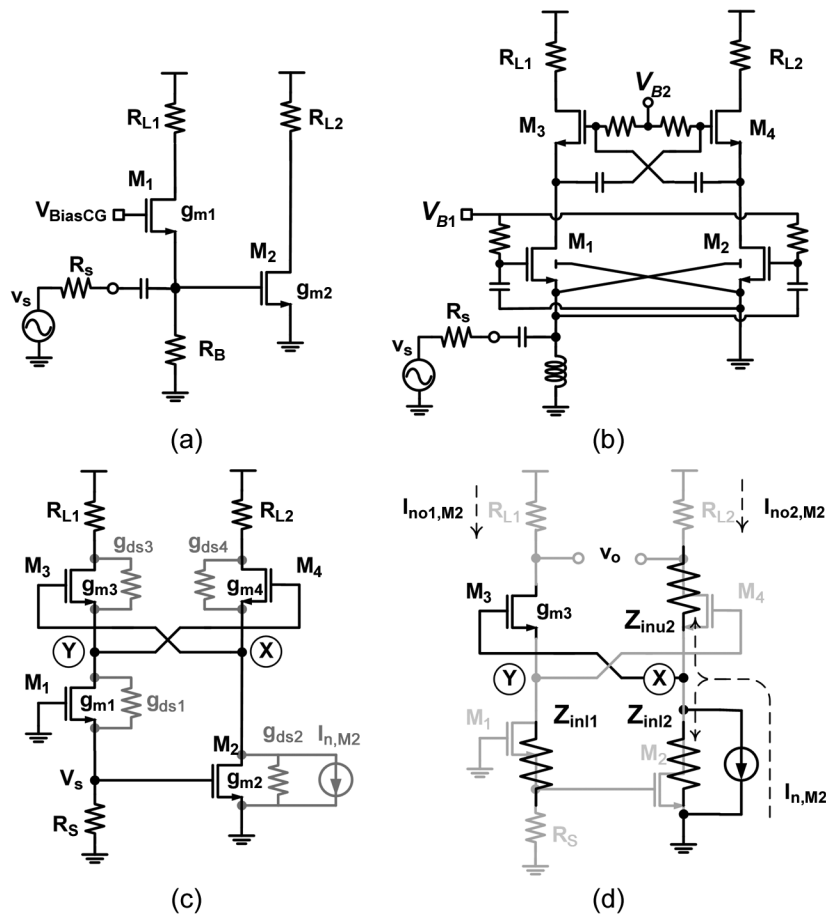 R_L1
R_L2
M_1
V_BiasCG
g_m1
M_2
R_s
g_m2
v_s
R_B
(a)
R_L1
R_L2
V_B2
M_3
M_4
V_B1
M_1
M_2
R_s
v_s
(b)
R_L1
R_L2
g_ds3
g_ds4
M_3
M_4
g_m3
g_m4
Y
X
M_1
g_m1
g_ds1
g_ds2
I_n,M2
M_2
V_s
g_m2
R_S
(c)
I_no1,M2
R_L1
R_L2
I_no2,M2
v_o
M_3
M_4
g_m3
Z_inu2
Y
X
M_1
Z_inl1
Z_inl2
M_2
I_n,M2
R_S
(d)